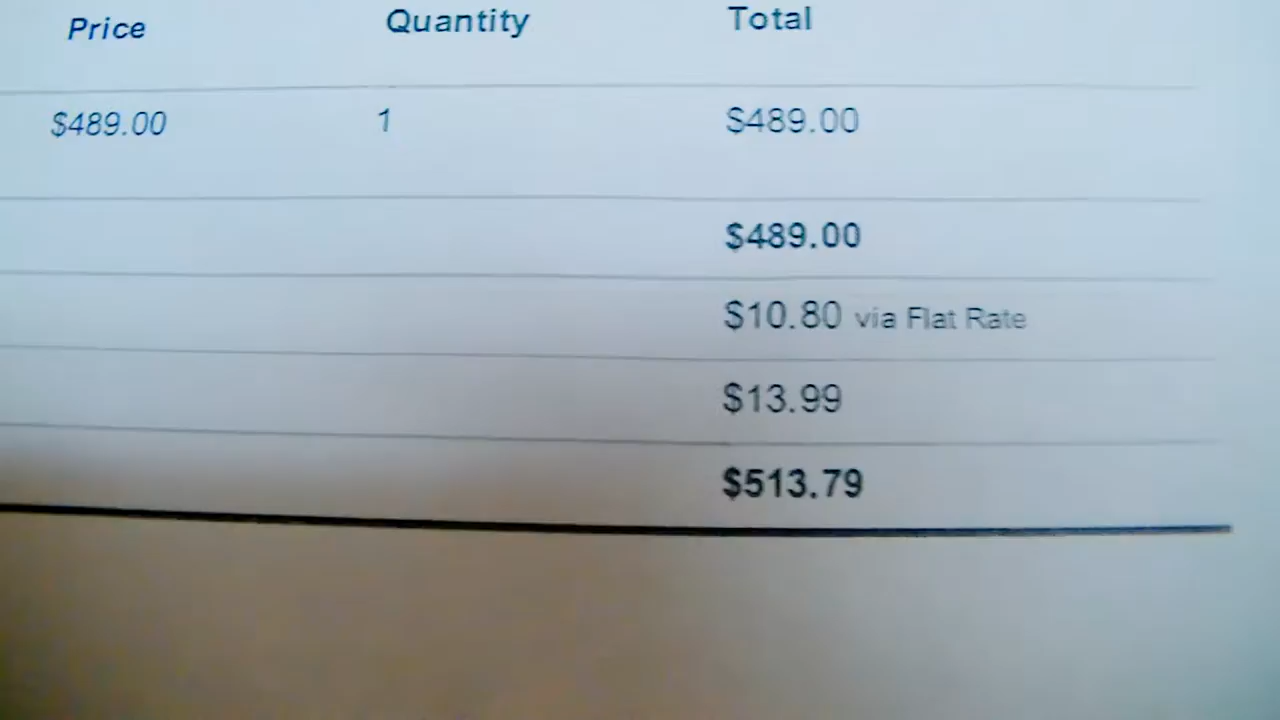 Price Quantity Total
$489.00 1 $489.00
$489.00
$10.80 via Flat Rate
$13.99
$513.79